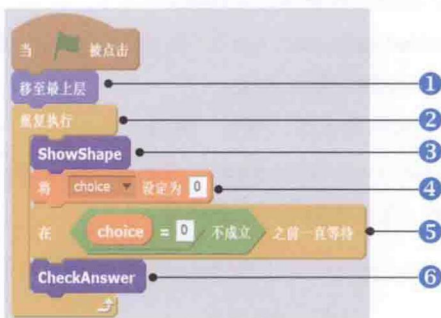 当 被点击
移至最上层 1
重复执行 2
ShowShape 3
将 choice 设定为 0 4
在 choice = 0 不成立 之前一直等待 5
CheckAnswer 6